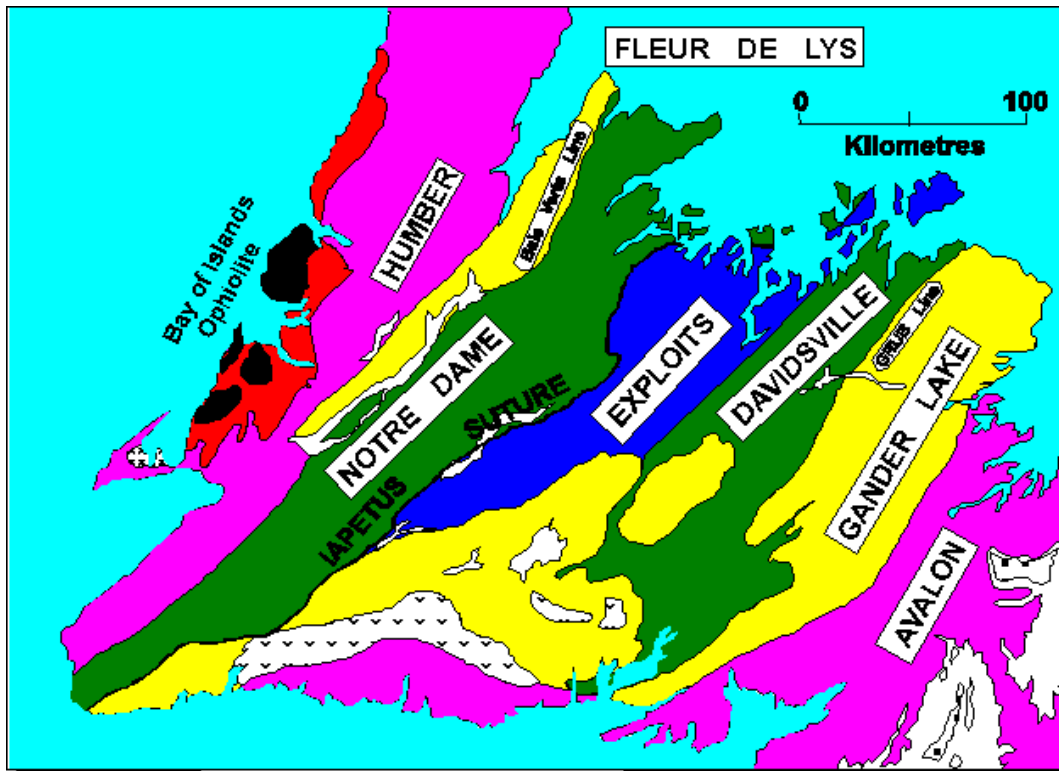 FLEUR DE LYS
0 100
Kilometres
Baie Verte Line
HUMBER
Bay of Islands
Ophiolite
NOTRE DAME
IAPETUS SUTURE
EXPLOITS
DAVIDSVILLE
GRUB Line
GANDER LAKE
AVALON